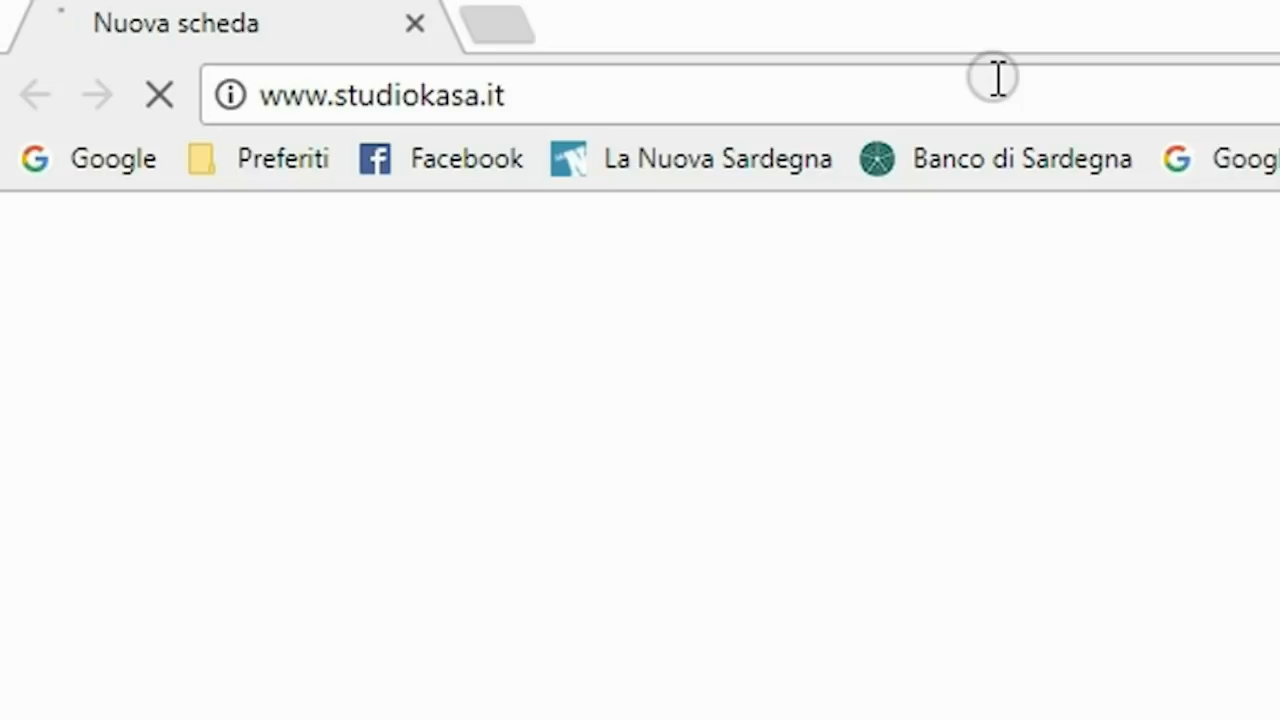 Nuova scheda
www.studiokasa.it
Google Preferiti Facebook La Nuova Sardegna Banco di Sardegna